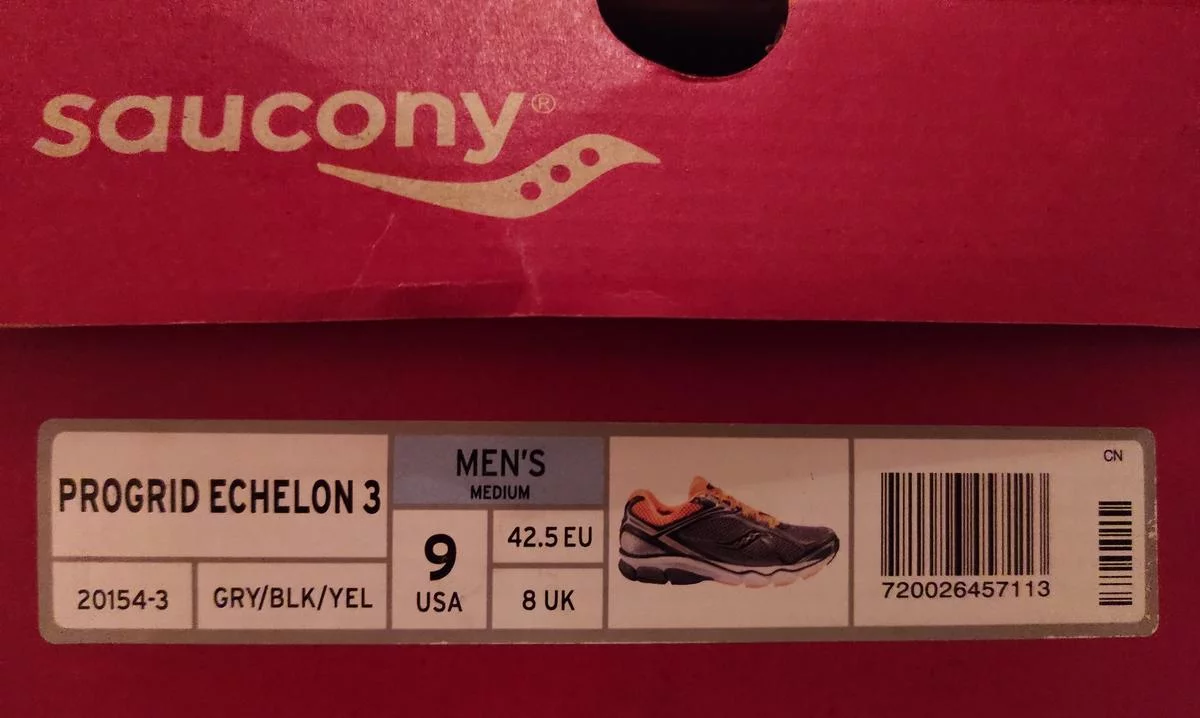 saucony®
PROGRID ECHELON 3
20154-3
GRY/BLK/YEL
MEN'S
MEDIUM
9
USA
42.5 EU
8 UK
CN
720026457113